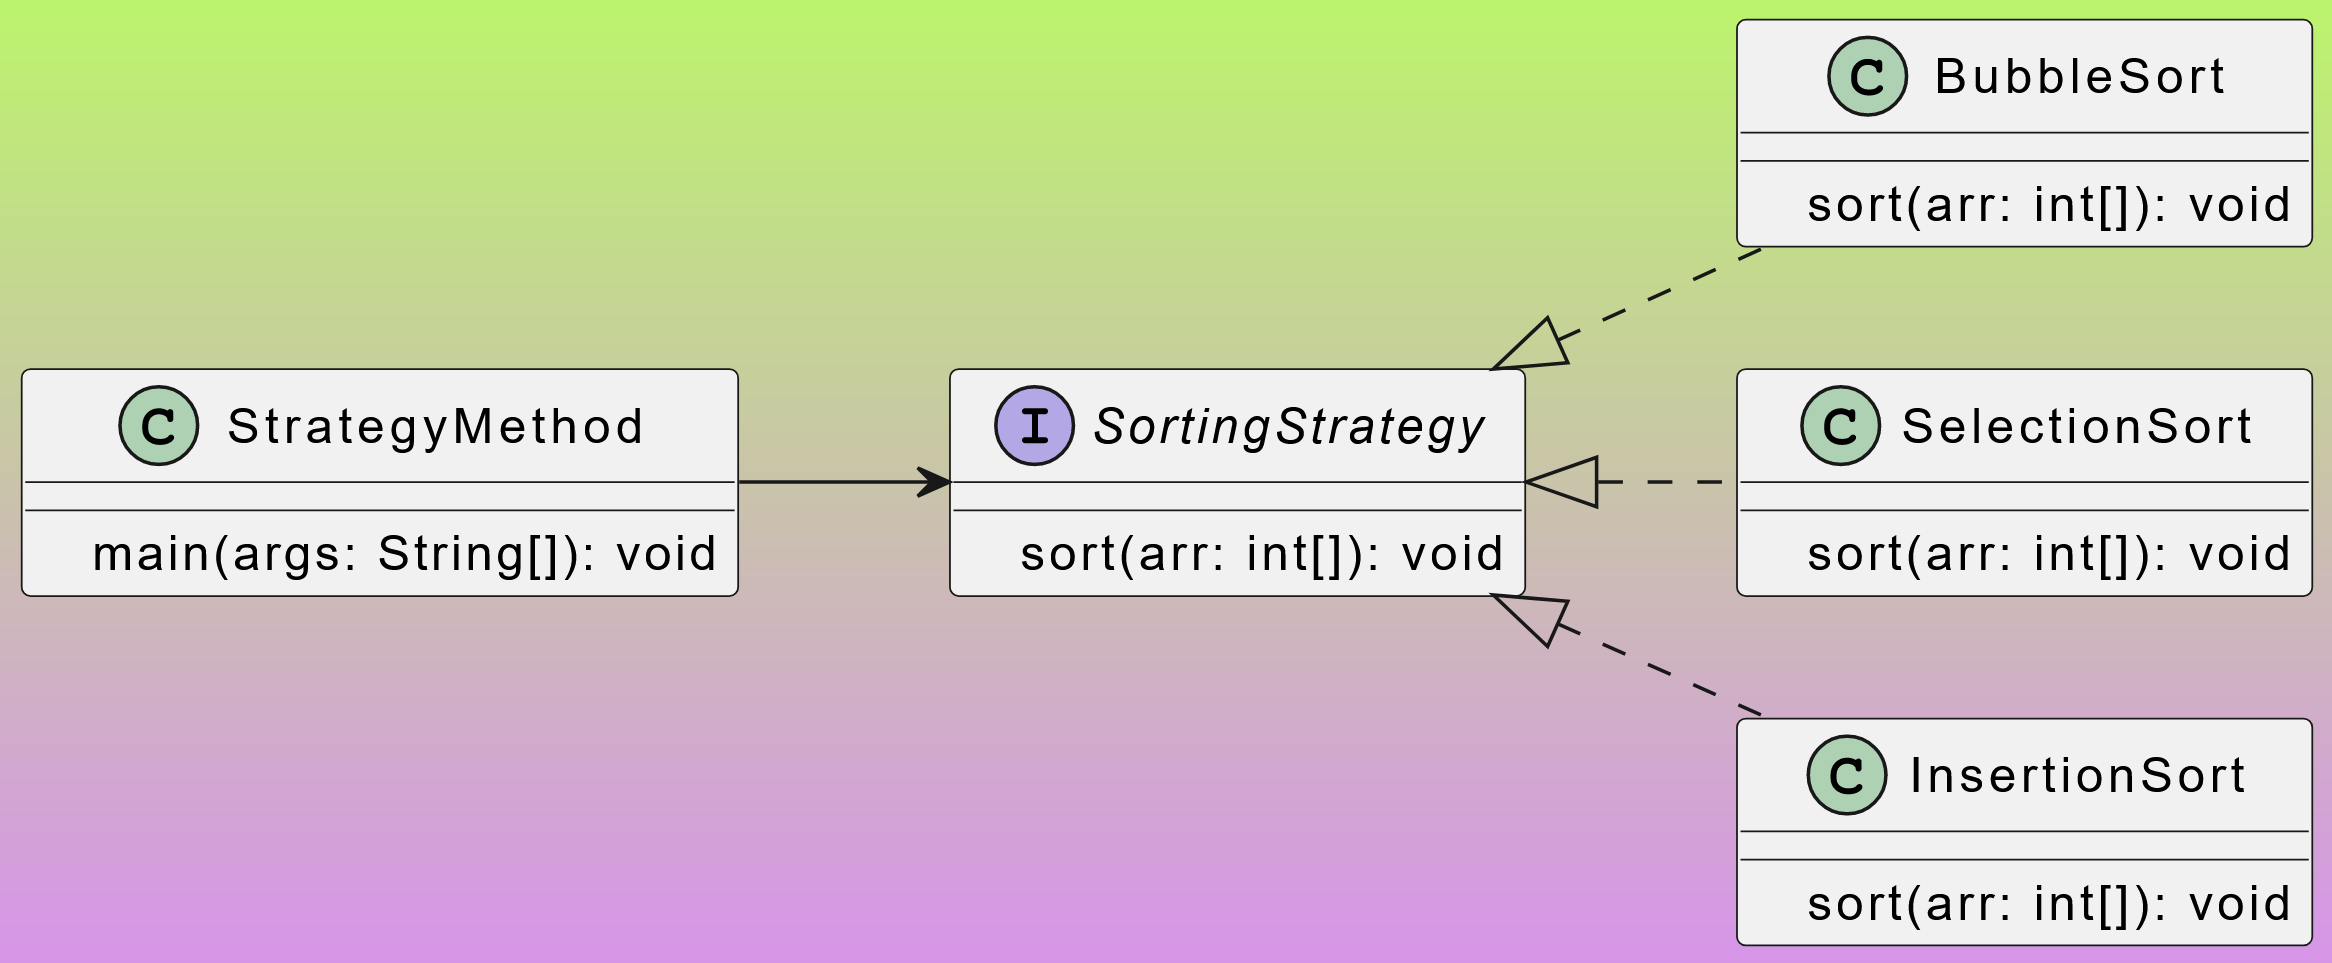 C BubbleSort
sort(arr: int[]): void
C StrategyMethod
main(args: String[]): void
I SortingStrategy
sort(arr: int[]): void
C SelectionSort
sort(arr: int[]): void
C InsertionSort
sort(arr: int[]): void